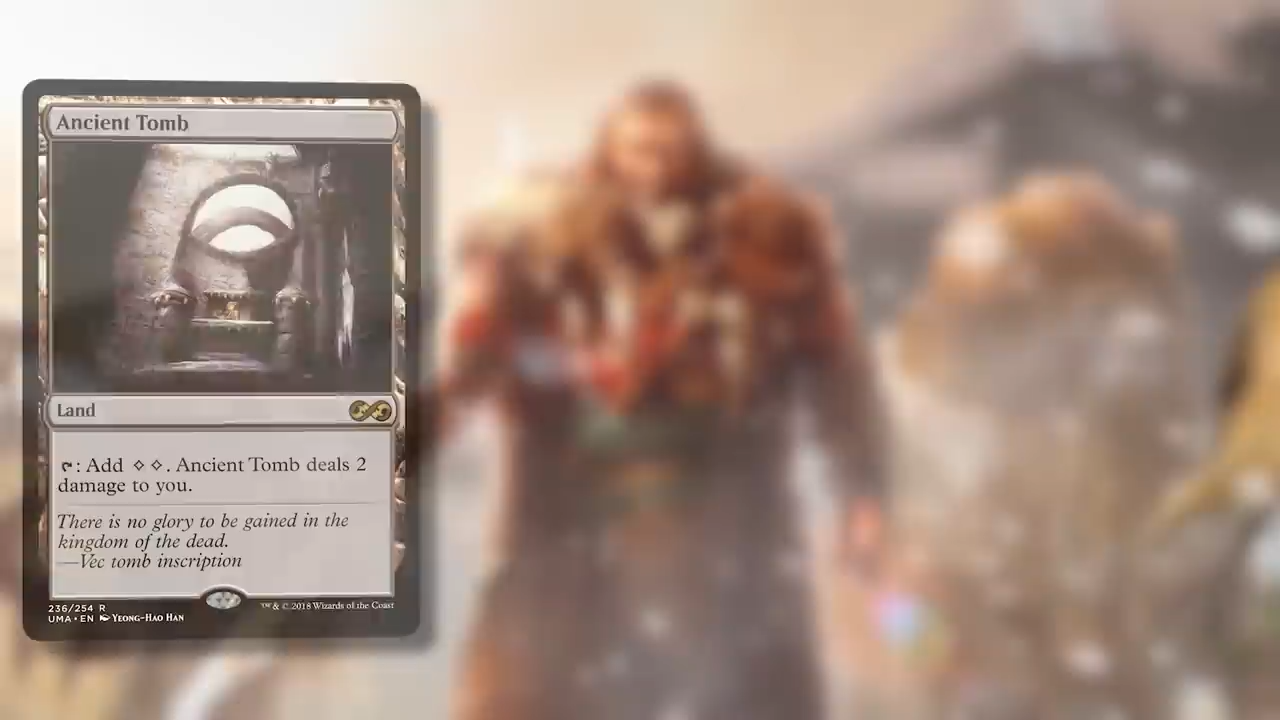 Ancient Tomb
Land
: Add . Ancient Tomb deals 2
damage to you.
There is no glory to be gained in the
kingdom of the dead.
—Vec tomb inscription
236/254 R
UMA • EN Yeong-Hao Han
™ & © 2018 Wizards of the Coast